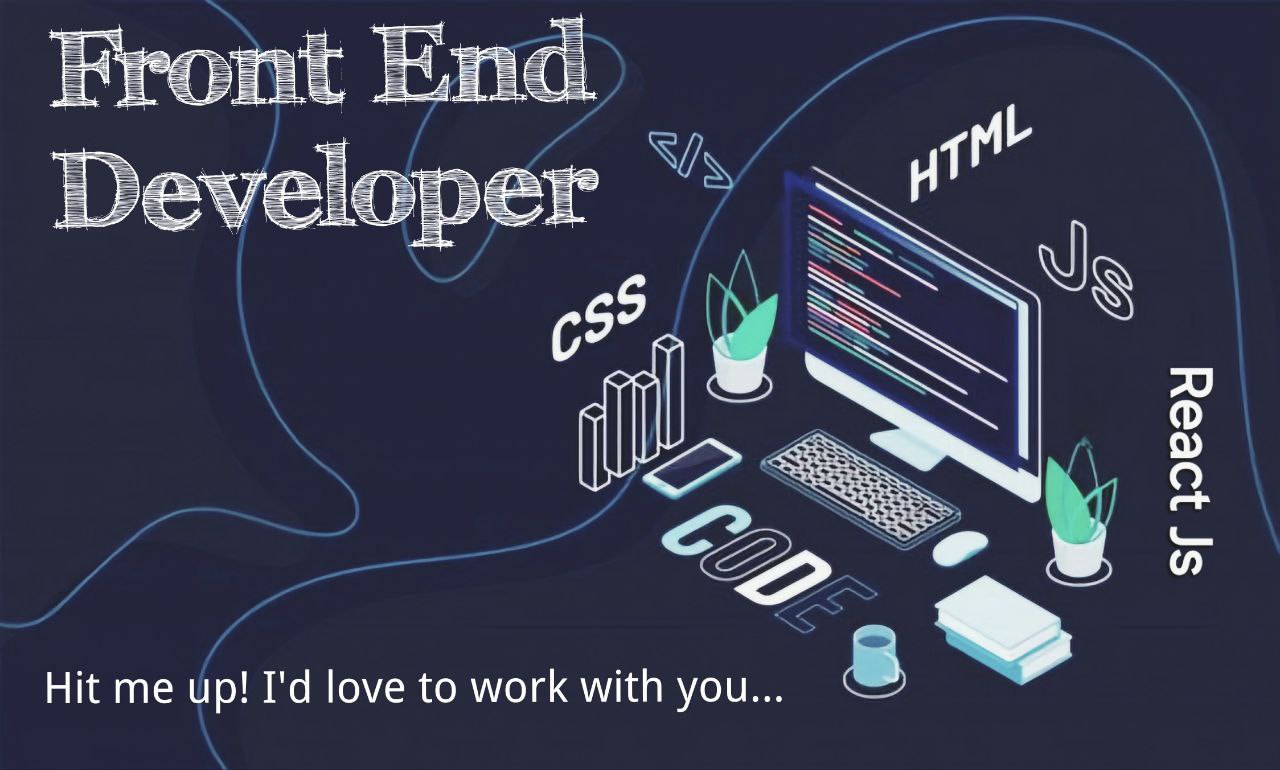 Front End
Developer
</>
HTML
JS
CSS
React Js
CODE
Hit me up! I'd love to work with you...